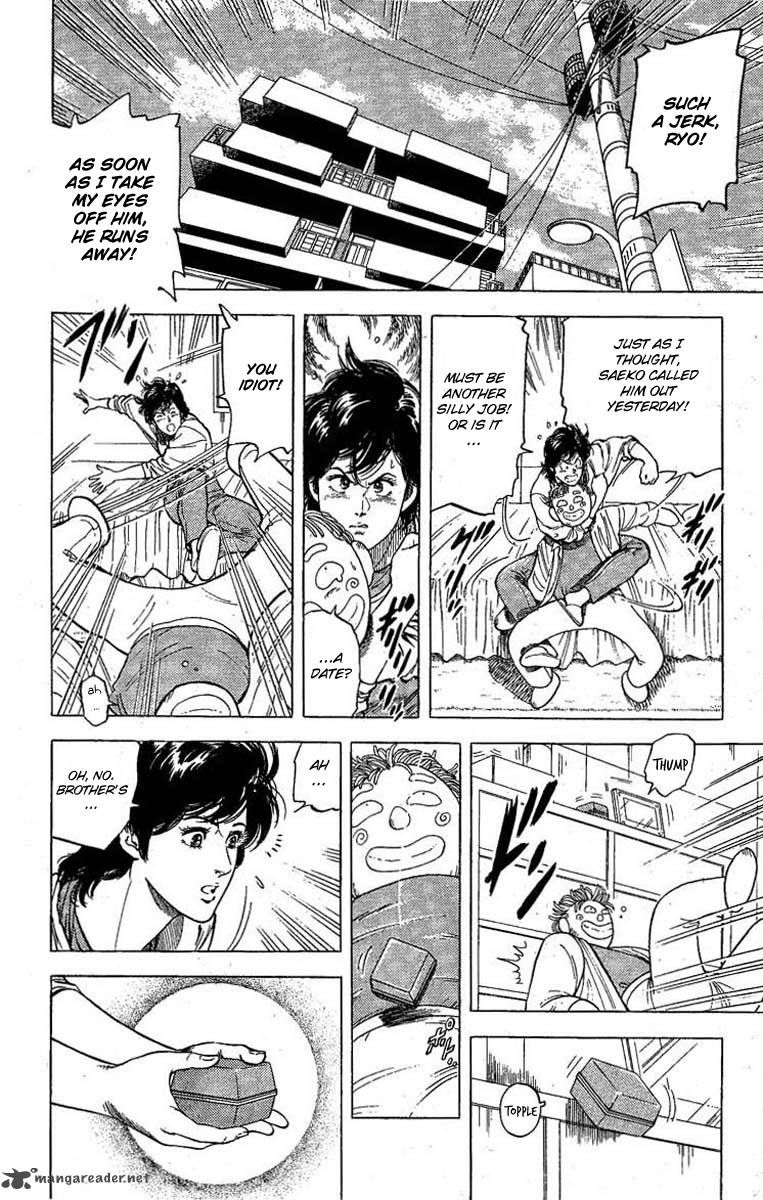 SUCH
A JERK,
RYO!
AS SOON
AS I TAKE
MY EYES
OFF HIM,
HE RUNS
AWAY!
JUST AS I
THOUGHT,
SAEKO CALLED
HIM OUT
YESTERDAY!
MUST BE
ANOTHER
SILLY JOB!
OR IS IT
...
...A
DATE?
YOU
IDIOT!
ah
...
THUMP
AH
...
OH, NO.
BROTHER'S
...
TOPPLE
mangareader.net